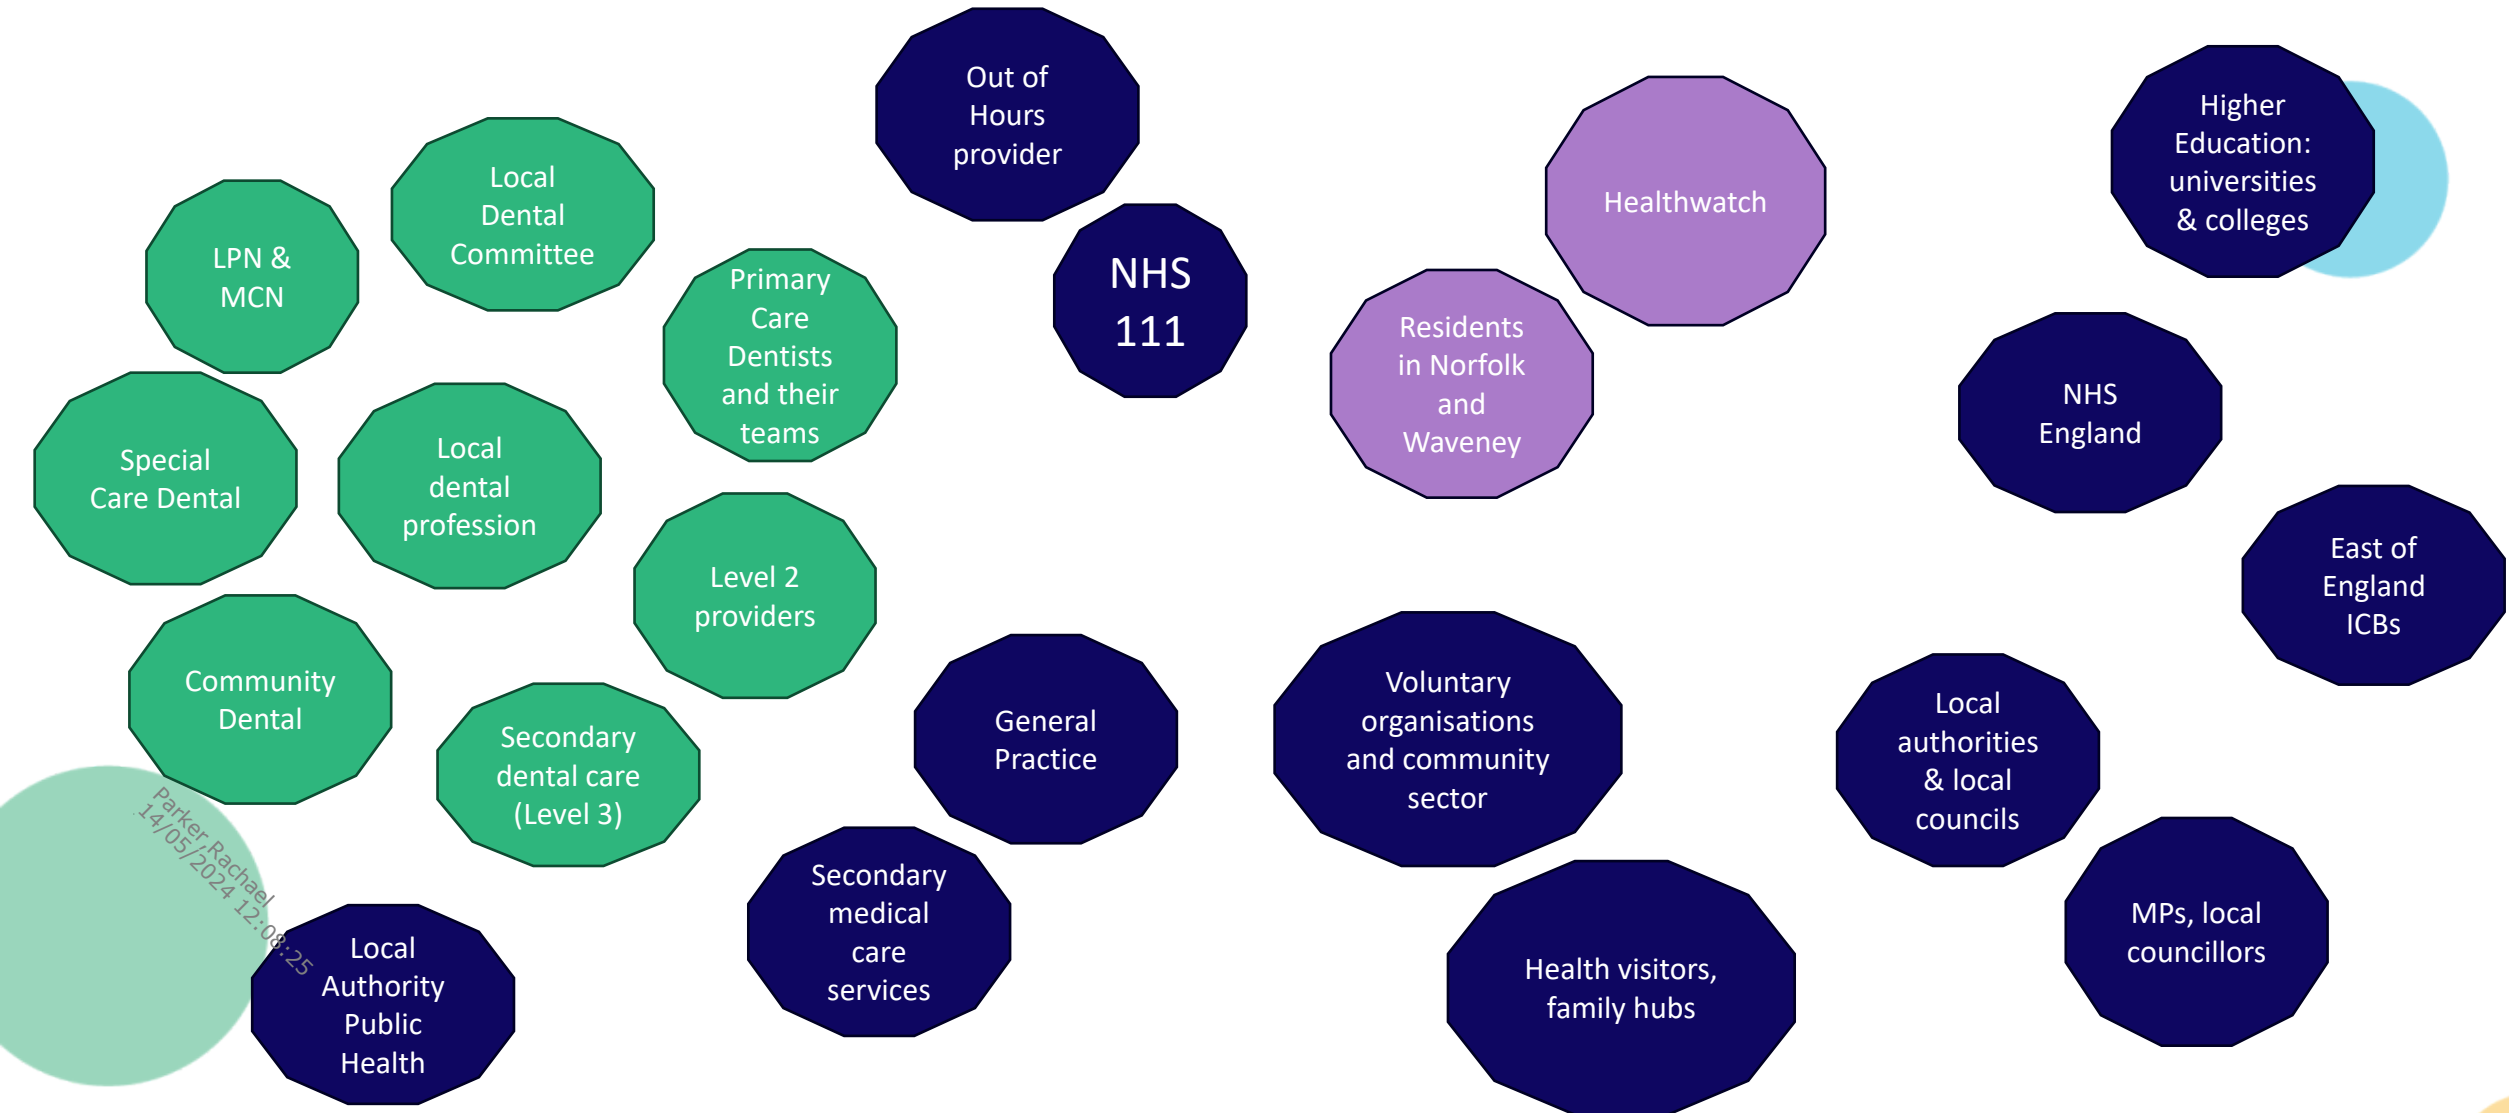 Out of
Hours
provider
Higher
Education:
universities
& colleges
Local
Dental
Committee
Healthwatch
LPN &
MCN
Primary
Care
Dentists
and their
teams
NHS
111
Residents
in Norfolk
and
Waveney
NHS
England
Special
Care Dental
Local
dental
profession
Level 2
providers
East of
England
ICBs
Community
Dental
Secondary
dental care
(Level 3)
General
Practice
Voluntary
organisations
and community
sector
Local
authorities
& local
councils
Parker,Rachael
14/05/2024 12:08:25
Local
Authority
Public
Health
Secondary
medical
care
services
Health visitors,
family hubs
MPs, local
councillors